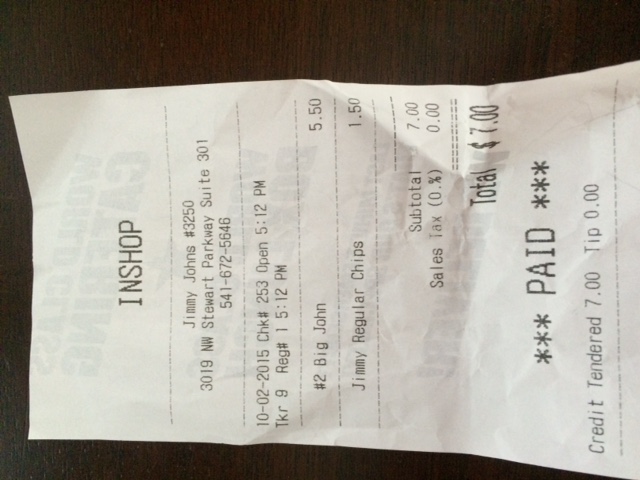 INSHOP
Jimmy Johns #3250
3019 NW Stewart Parkway Suite 301
541-672-5646
10-02-2015 Chk# 253 Open 5:12 PM
Tkr 9 Reg# 1 5:12 PM
#2 Big John 5.50
Jimmy Regular Chips 1.50
Subtotal 7.00
Sales Tax (0.%) 0.00
Total $7.00
*** PAID ***
Credit Tendered 7.00 Tip 0.00
WORLD CLASS
CATERING